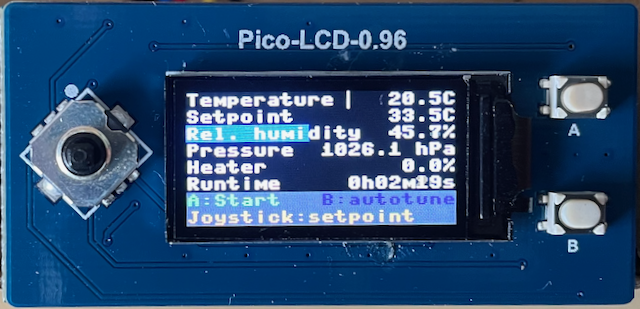 Pico-LCD-0.96
Temperature | 20.5C
Setpoint 33.5C
Rel. humidity 45.7%
Pressure 1026.1 hPa
Heater 0.0%
Runtime 0h02m19s
A:Start B:autotune
Joystick:setpoint
A
B